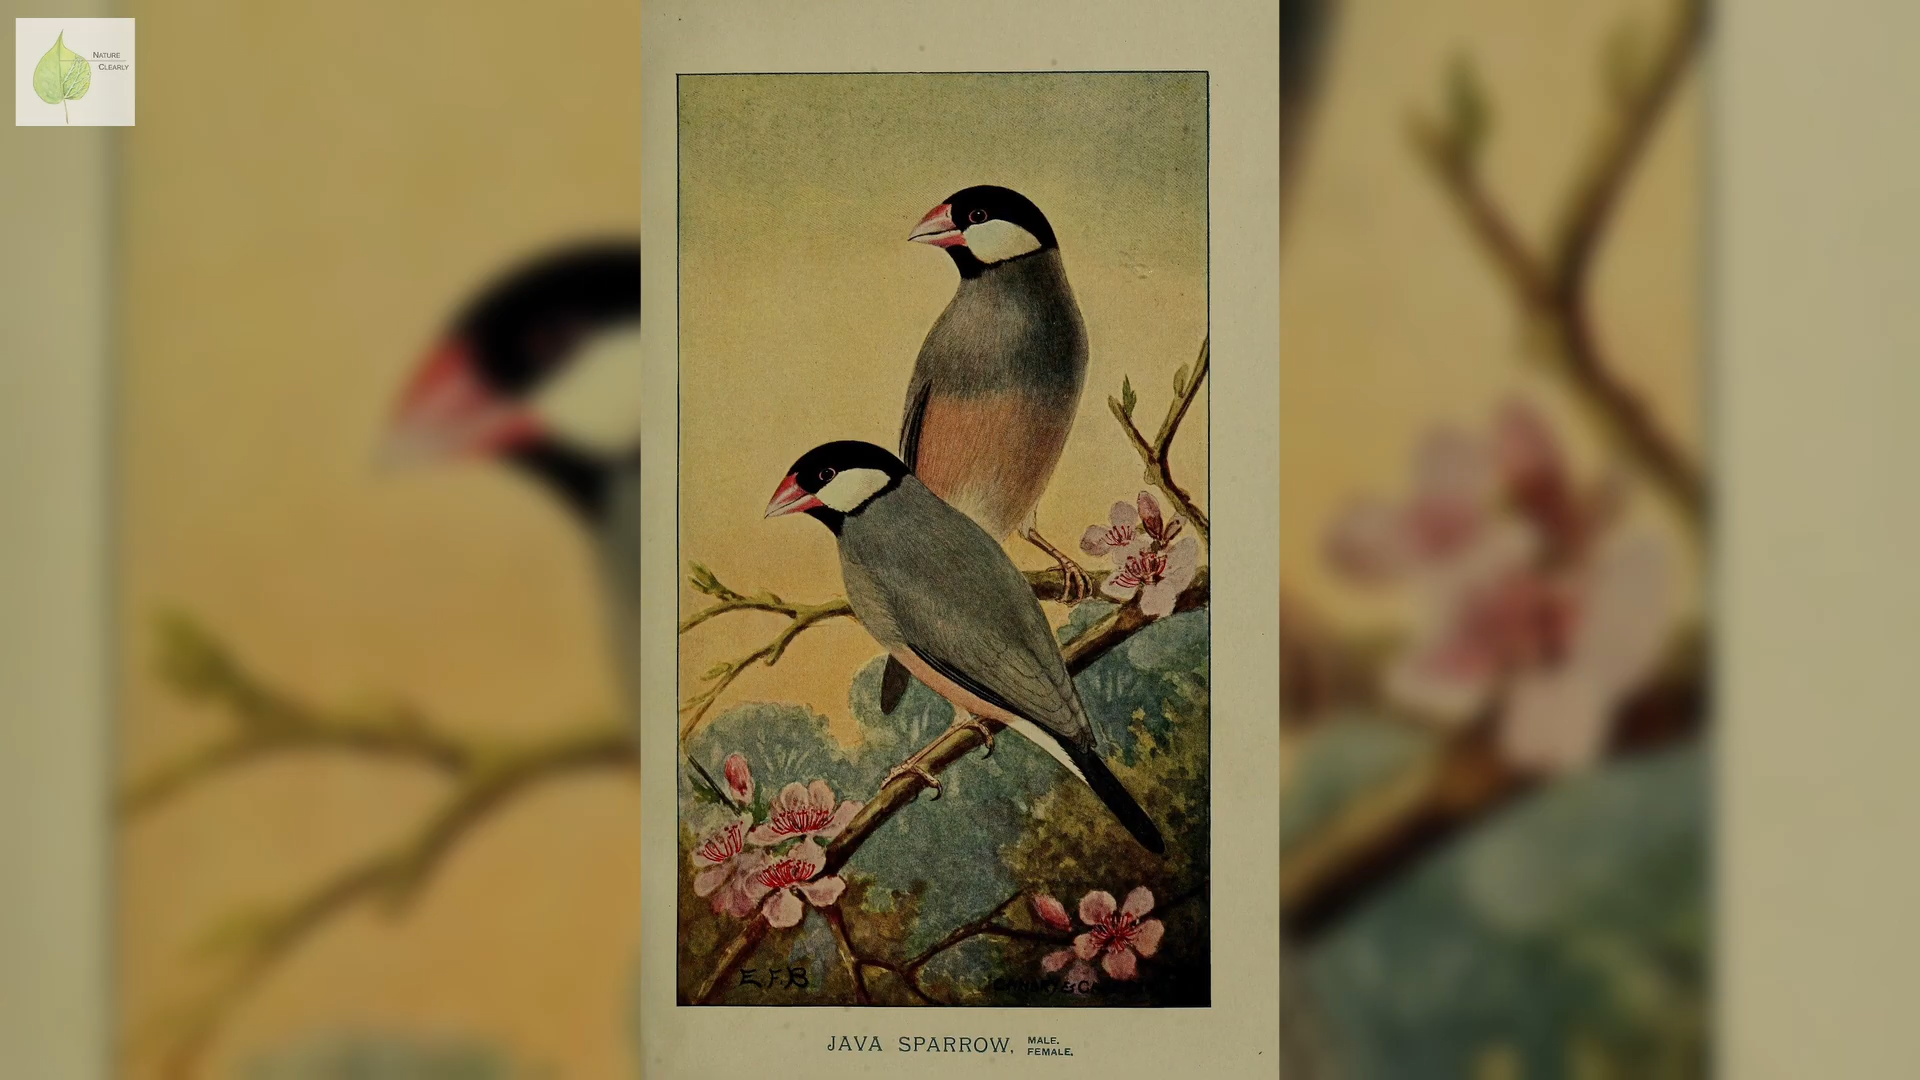 NATURE
CLEARLY
E.F.B
JAVA SPARROW, MALE.
FEMALE.